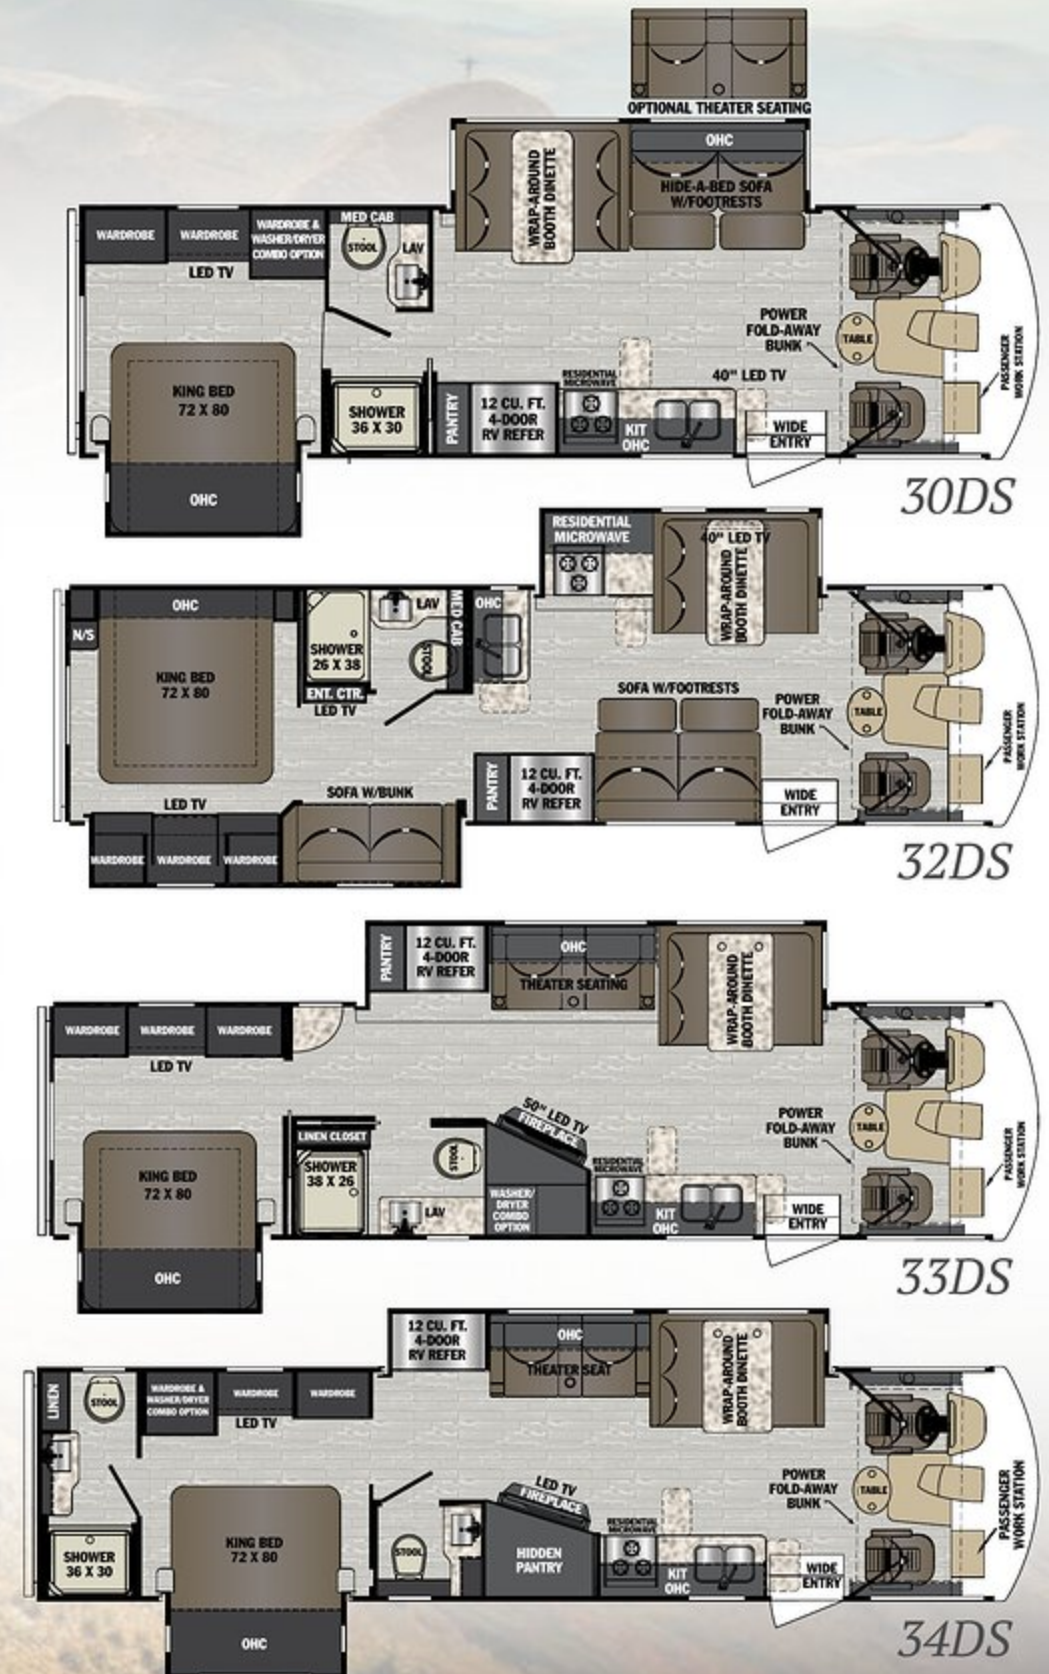 OPTIONAL THEATER SEATING
OHC
WRAP-AROUND
BOOTH DINETTE
HIDE-A-BED SOFA
W/FOOTRESTS
WARDROBE
WARDROBE
WARDROBE &
WASHER/DRYER
COMBO OPTION
LED TV
MED CAB
STOOL
LAV
POWER
FOLD-AWAY
BUNK
TABLE
PASSENGER
WORK STATION
KING BED
72 X 80
OHC
SHOWER
36 X 30
PANTRY
12 CU. FT.
4-DOOR
RV REFER
RESIDENTIAL
MICROWAVE
40" LED TV
KIT
OHC
WIDE
ENTRY
30DS
RESIDENTIAL
MICROWAVE
40" LED TV
WRAP-AROUND
BOOTH DINETTE
OHC
N/S
KING BED
72 X 80
SHOWER
26 X 38
LAV
MED CAB
STOOL
OHC
ENT. CTR.
LED TV
SOFA W/FOOTRESTS
POWER
FOLD-AWAY
BUNK
TABLE
PASSENGER
WORK STATION
LED TV
SOFA W/BUNK
PANTRY
12 CU. FT.
4-DOOR
RV REFER
WIDE
ENTRY
WARDROBE
WARDROBE
WARDROBE
32DS
PANTRY
12 CU. FT.
4-DOOR
RV REFER
OHC
THEATER SEATING
WRAP-AROUND
BOOTH DINETTE
WARDROBE
WARDROBE
WARDROBE
LED TV
50" LED TV
FIREPLACE
POWER
FOLD-AWAY
BUNK
TABLE
PASSENGER
WORK STATION
KING BED
72 X 80
LINEN CLOSET
SHOWER
38 X 26
STOOL
LAV
WASHER/
DRYER
COMBO
OPTION
RESIDENTIAL
MICROWAVE
KIT
OHC
WIDE
ENTRY
OHC
33DS
12 CU. FT.
4-DOOR
RV REFER
OHC
THEATER SEAT
WRAP-AROUND
BOOTH DINETTE
LINEN
STOOL
WARDROBE &
WASHER/DRYER
COMBO OPTION
WARDROBE
WARDROBE
LED TV
LED TV
FIREPLACE
POWER
FOLD-AWAY
BUNK
TABLE
PASSENGER
WORK STATION
SHOWER
36 X 30
KING BED
72 X 80
STOOL
HIDDEN
PANTRY
RESIDENTIAL
MICROWAVE
KIT
OHC
WIDE
ENTRY
OHC
34DS